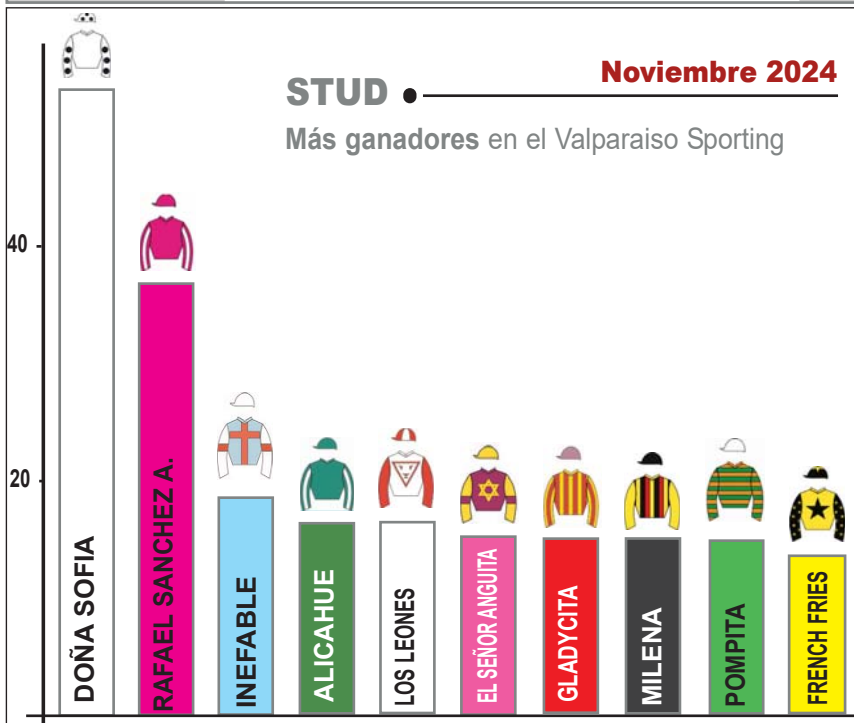 Noviembre 2024
STUD
Más ganadores en el Valparaiso Sporting
40
20
DOÑA SOFIA
RAFAEL SANCHEZ A.
INEFABLE
ALICAHUE
LOS LEONES
EL SEÑOR ANGUITA
GLADYCITA
MILENA
POMPITA
FRENCH FRIES